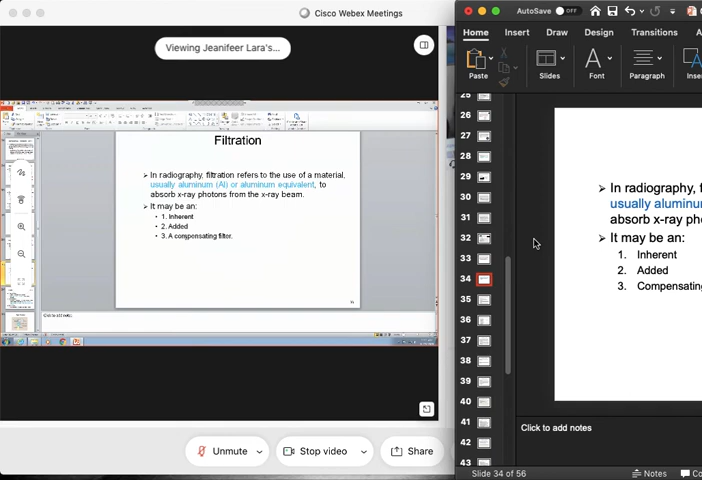 Cisco Webex Meetings
Viewing Jeanifeer Lara's...
Filtration
➢ In radiography, filtration refers to the use of a material,
usually aluminum (Al) or aluminum equivalent, to
absorb x-ray photons from the x-ray beam.
➢ It may be an:
• 1. Inherent
• 2. Added
• 3. A compensating filter.
Click to add notes
Unmute
Stop video
Share
AutoSave OFF
Home Insert Draw Design Transitions A
Paste Slides Font Paragraph Inser
25
26
27
28
29
30
31
32
33
34
35
36
37
38
39
40
41
42
43
➢ In radiography, f
usually aluminu
absorb x-ray pho
➢ It may be an:
1. Inherent
2. Added
3. Compensating
Click to add notes
Slide 34 of 56
Notes Co